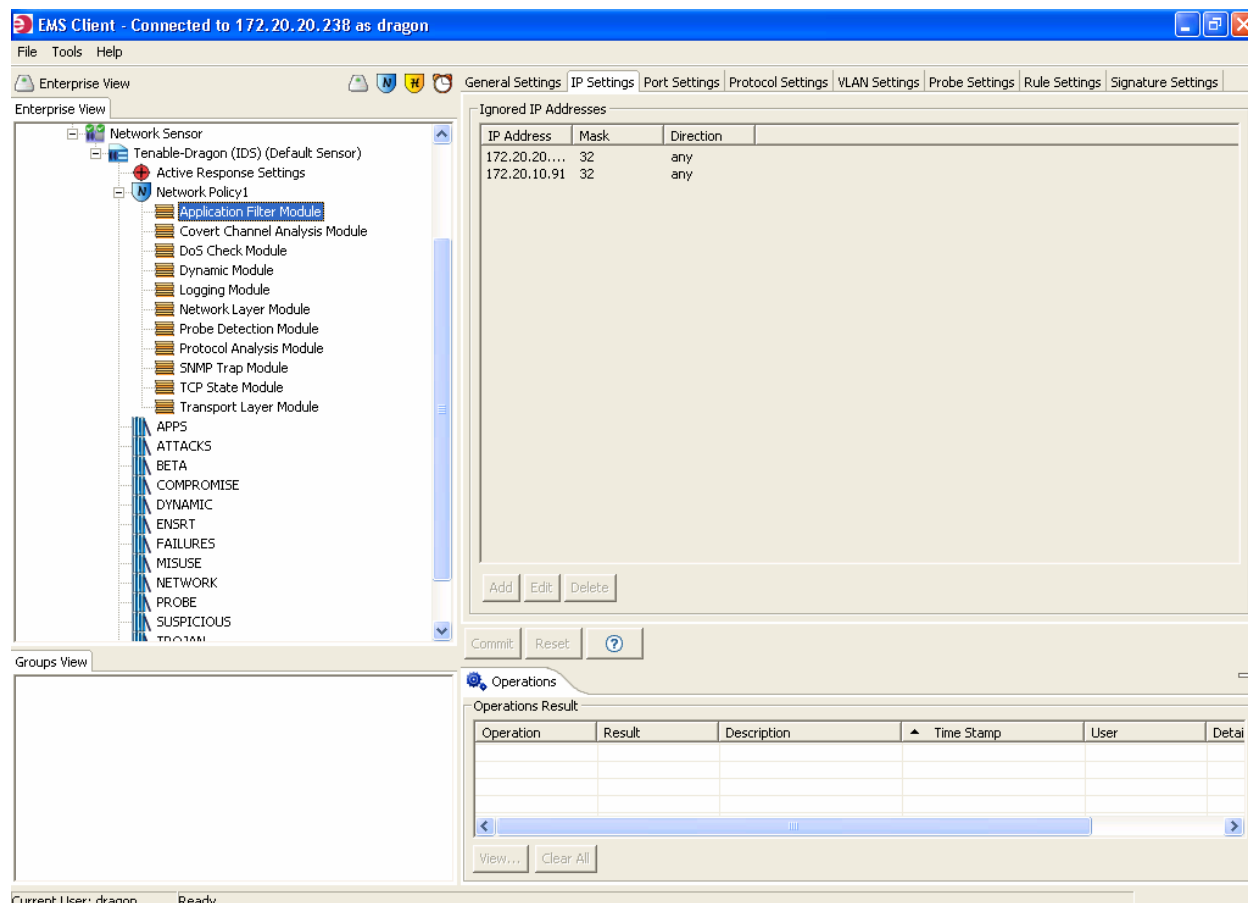 EMS Client - Connected to 172.20.20.238 as dragon
File Tools Help
Enterprise View
General Settings IP Settings Port Settings Protocol Settings VLAN Settings Probe Settings Rule Settings Signature Settings
Enterprise View
Network Sensor
Tenable-Dragon (IDS) (Default Sensor)
Active Response Settings
Network Policy1
Application Filter Module
Covert Channel Analysis Module
DoS Check Module
Dynamic Module
Logging Module
Network Layer Module
Probe Detection Module
Protocol Analysis Module
SNMP Trap Module
TCP State Module
Transport Layer Module
APPS
ATTACKS
BETA
COMPROMISE
DYNAMIC
ENSRT
FAILURES
MISUSE
NETWORK
PROBE
SUSPICIOUS
TROJAN
Ignored IP Addresses
IP Address Mask Direction
172.20.20.... 32 any
172.20.10.91 32 any
Add Edit Delete
Commit Reset ?
Groups View
Operations
Operations Result
Operation Result Description Time Stamp User Detai
View... Clear All
Current User: dragon Ready